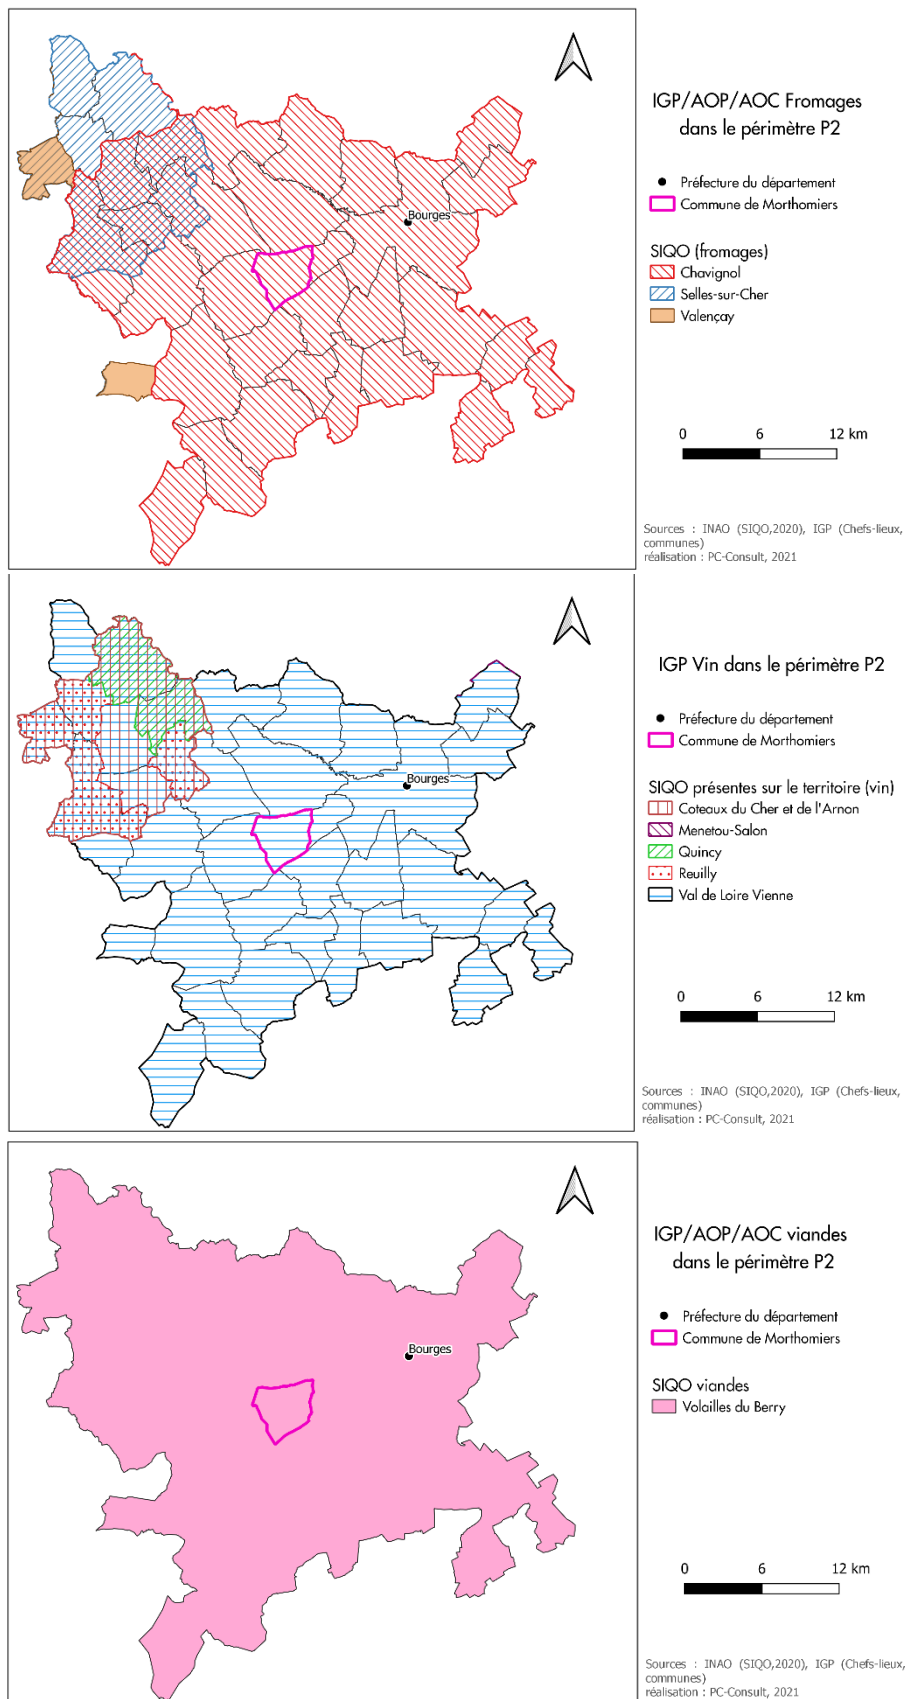 IGP/AOP/AOC Fromages
dans le périmètre P2
Préfecture du département
Commune de Morthomiers
Bourges
SIQO (fromages)
Chavignol
Selles-sur-Cher
Valençay
0 6 12 km
Sources : INAO (SIQO,2020), IGP (Chefs-lieux,
communes)
réalisation : PC-Consult, 2021
IGP Vin dans le périmètre P2
Préfecture du département
Commune de Morthomiers
Bourges
SIQO présentes sur le territoire (vin)
Coteaux du Cher et de l'Arnon
Menetou-Salon
Quincy
Reuilly
Val de Loire Vienne
0 6 12 km
Sources : INAO (SIQO,2020), IGP (Chefs-lieux,
communes)
réalisation : PC-Consult, 2021
IGP/AOP/AOC viandes
dans le périmètre P2
Préfecture du département
Commune de Morthomiers
Bourges
SIQO viandes
Volailles du Berry
0 6 12 km
Sources : INAO (SIQO,2020), IGP (Chefs-lieux,
communes)
réalisation : PC-Consult, 2021